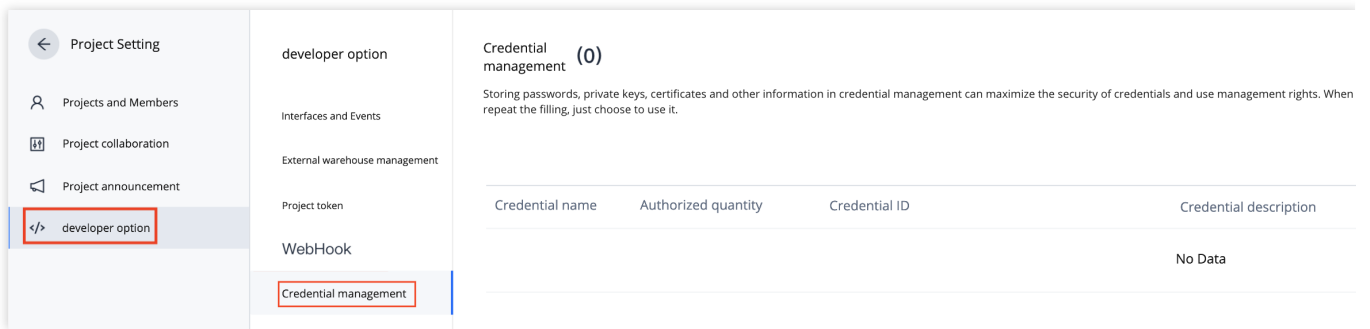 Project Setting
Projects and Members
Project collaboration
Project announcement
</> developer option
developer option
Interfaces and Events
External warehouse management
Project token
WebHook
Credential management
Credential
management (0)
Storing passwords, private keys, certificates and other information in credential management can maximize the security of credentials and use management rights. When
repeat the filling, just choose to use it.
Credential name Authorized quantity Credential ID Credential description
No Data